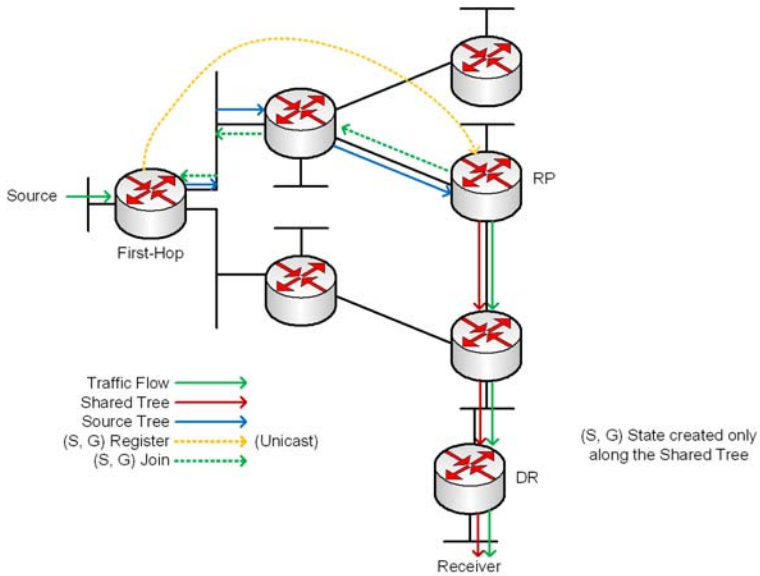 RP
Source
First-Hop
Traffic Flow
Shared Tree
Source Tree
(S, G) Register
(Unicast)
(S, G) Join
(S, G) State created only
along the Shared Tree
DR
Receiver